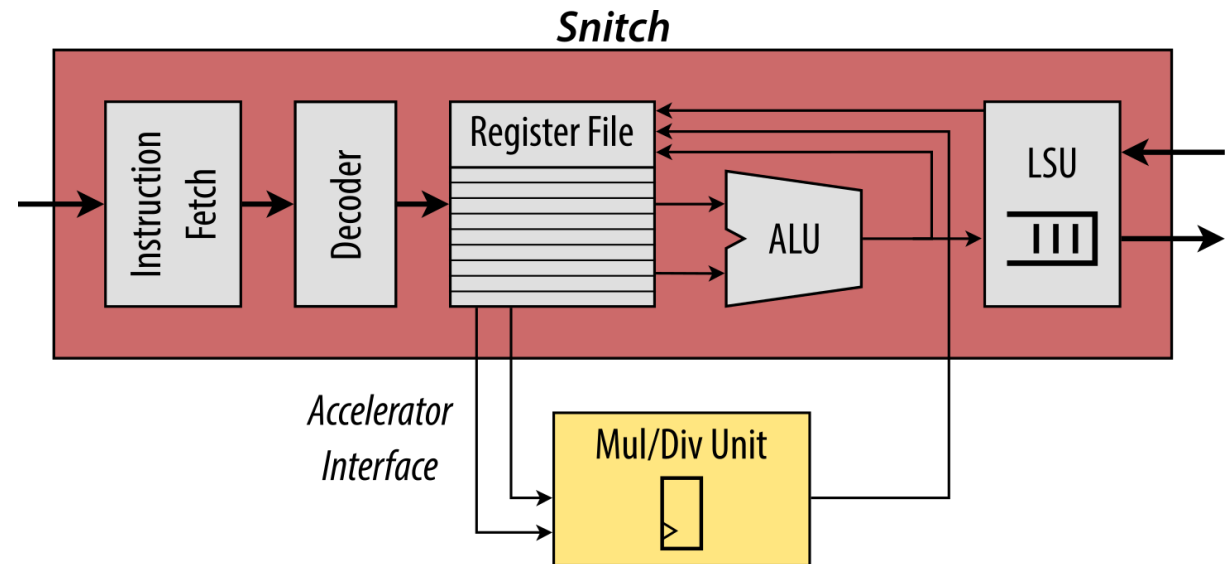 Snitch
Instruction
Fetch
Decoder
Register File
ALU
LSU
Accelerator
Interface
Mul/Div Unit